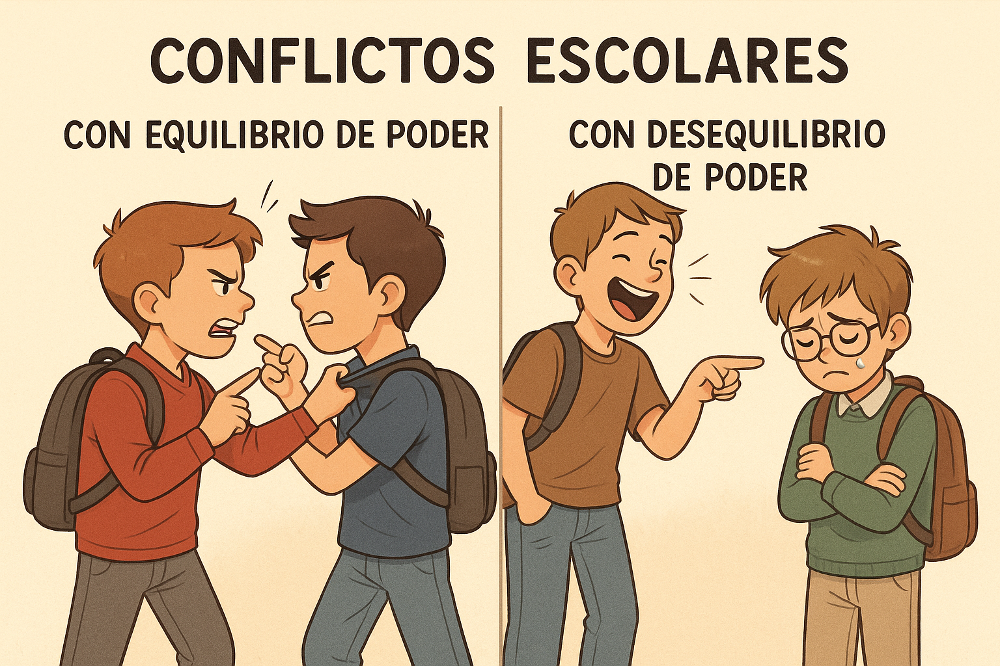 CONFLICTOS ESCOLARES
CON EQUILIBRIO DE PODER
CON DESEQUILIBRIO
DE PODER